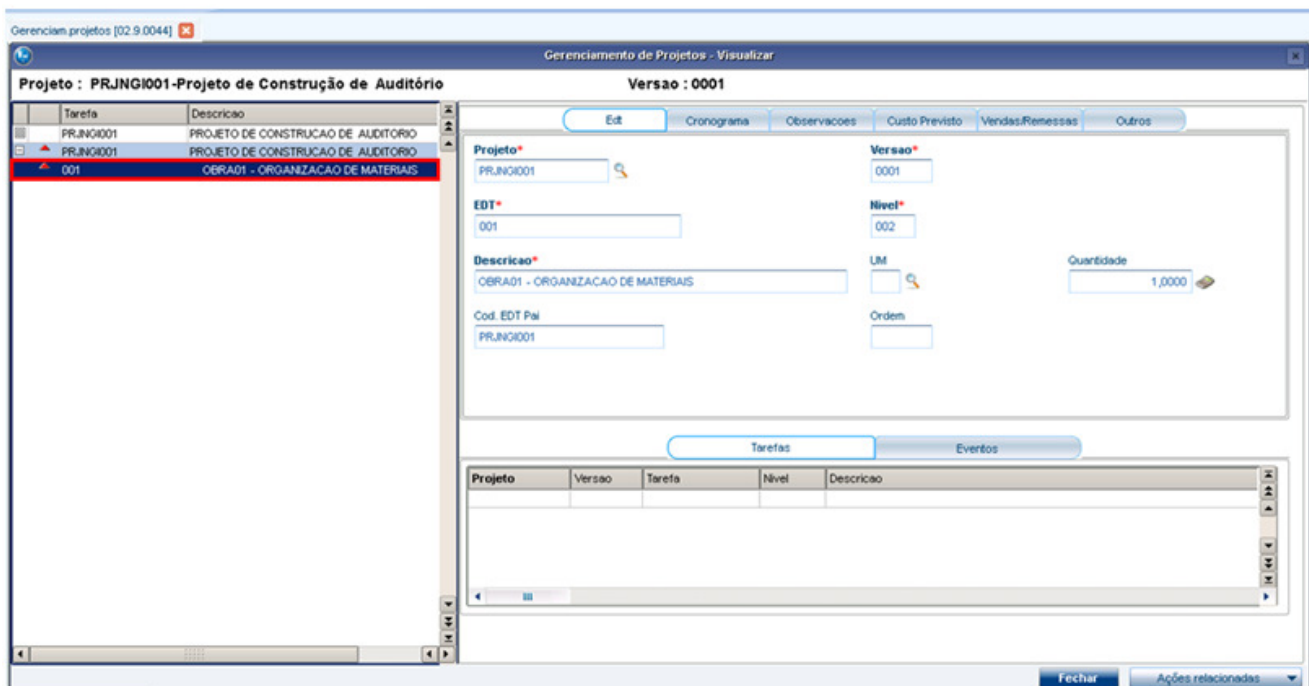 Gerenciam.projetos [02.9.0044]
Gerenciamento de Projetos - Visualizar
Projeto : PRJNGI001-Projeto de Construção de Auditório Versao : 0001
Tarefa Descricao
PRJNGI001 PROJETO DE CONSTRUCAO DE AUDITORIO
PRJNGI001 PROJETO DE CONSTRUCAO DE AUDITORIO
001 OBRA01 - ORGANIZACAO DE MATERIAIS
Edt Cronograma Observacoes Custo Previsto Vendas/Remessas Outros
Projeto* Versao*
PRJNGI001 0001
EDT* Nivel*
001 002
Descricao* UM Quantidade
OBRA01 - ORGANIZACAO DE MATERIAIS 1,0000
Cod. EDT Pai Ordem
PRJNGI001
Tarefas Eventos
Projeto Versao Tarefa Nivel Descricao
Fechar Ações relacionadas